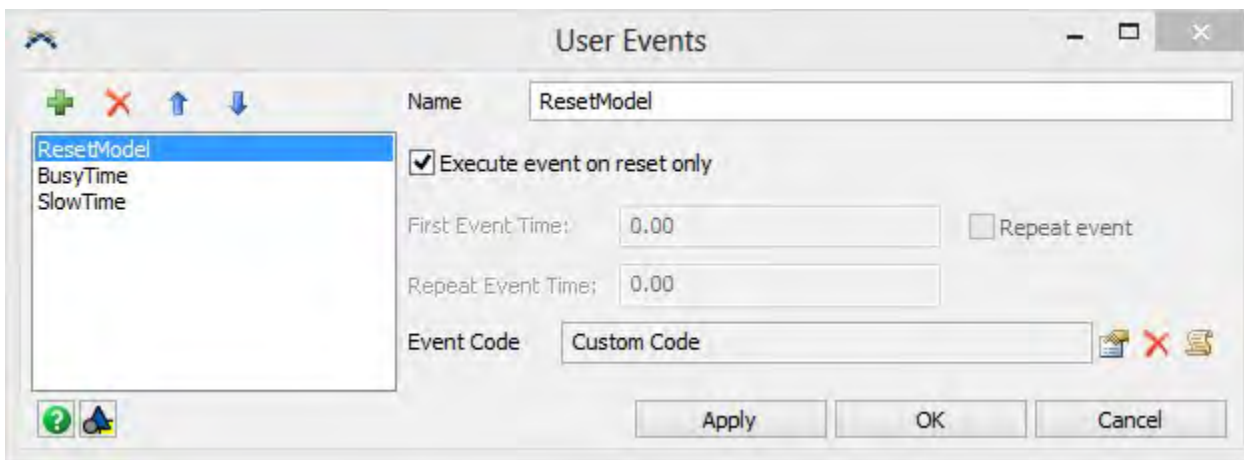 User Events
Name ResetModel
ResetModel
BusyTime
SlowTime
Execute event on reset only
First Event Time: 0.00 Repeat event
Repeat Event Time: 0.00
Event Code Custom Code
Apply OK Cancel